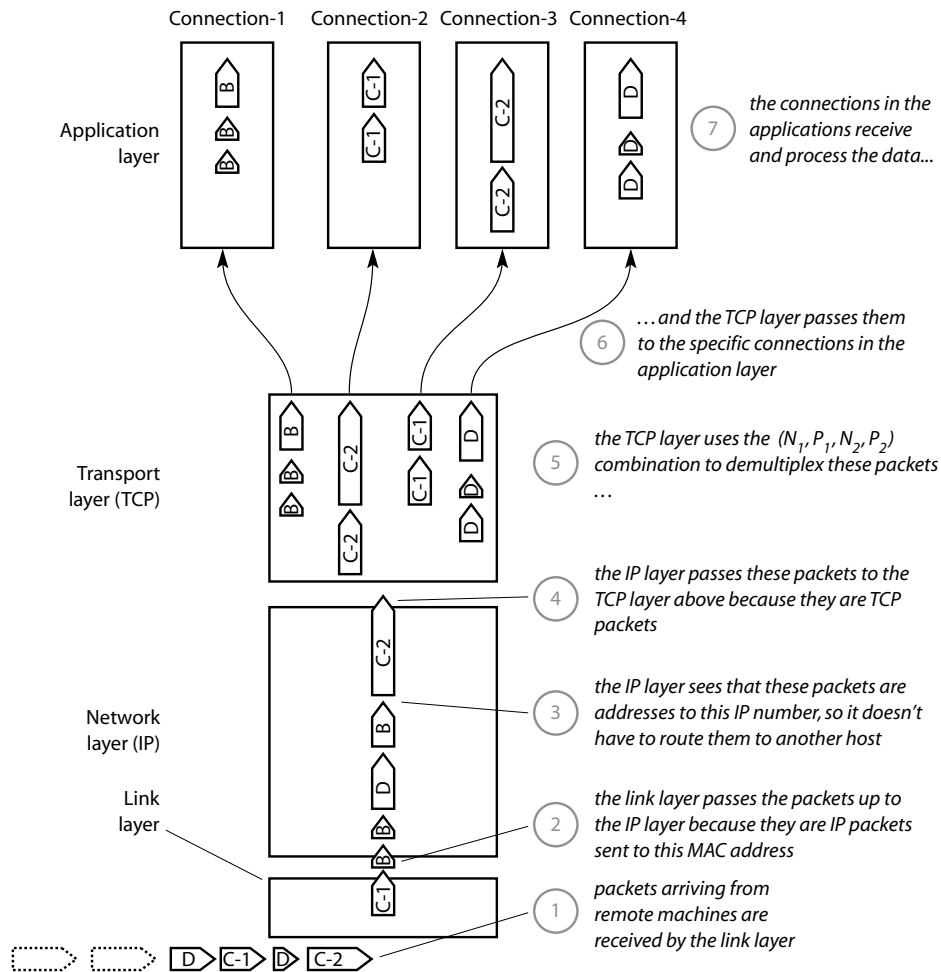 Connection-1 Connection-2 Connection-3 Connection-4
B
B
B
C-1
C-1
C-2
C-2
D
D
D
Application
layer
7
the connections in the
applications receive
and process the data...
6
...and the TCP layer passes them
to the specific connections in the
application layer
B
B
B
C-2
C-2
C-1
C-1
D
D
D
Transport
layer (TCP)
5
the TCP layer uses the (N1, P1, N2, P2)
combination to demultiplex these packets
...
4
the IP layer passes these packets to the
TCP layer above because they are TCP
packets
C-2
B
D
B
B
Network
layer (IP)
3
the IP layer sees that these packets are
addresses to this IP number, so it doesn't
have to route them to another host
Link
layer
2
the link layer passes the packets up to
the IP layer because they are IP packets
sent to this MAC address
C-1
1
packets arriving from
remote machines are
received by the link layer
D C-1 D C-2